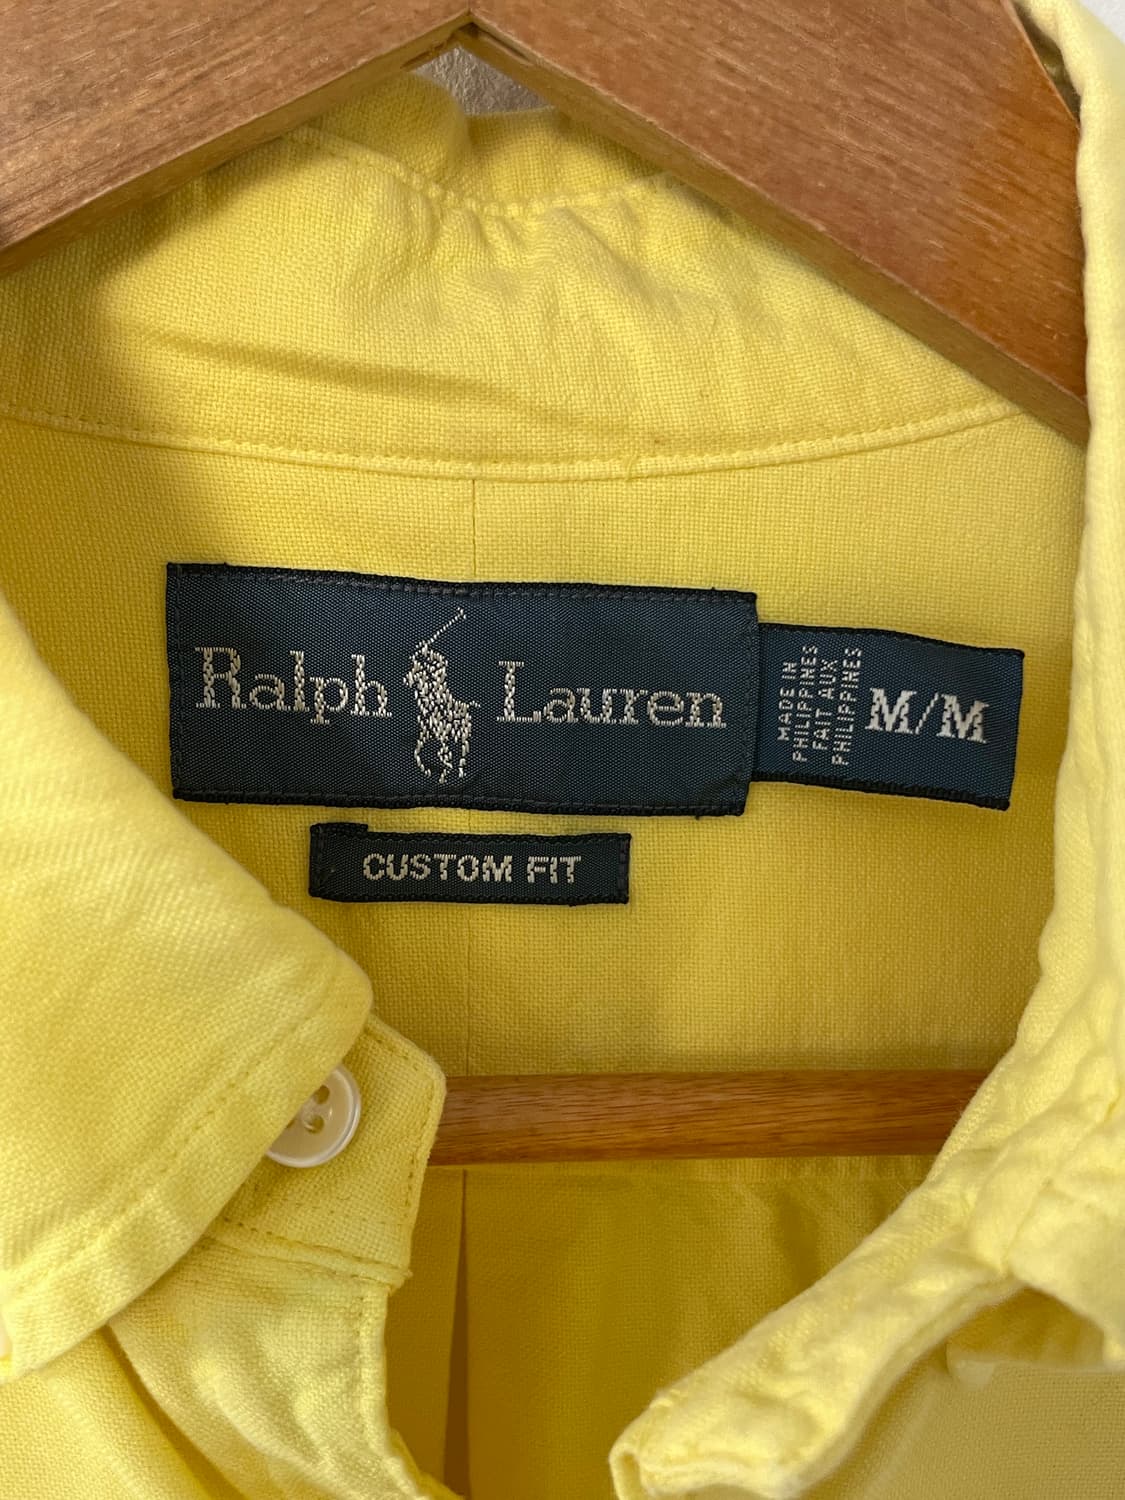 Ralph Lauren
MADE IN
PHILIPPINES
FAIT AUX
PHILIPPINES
M/M
CUSTOM FIT